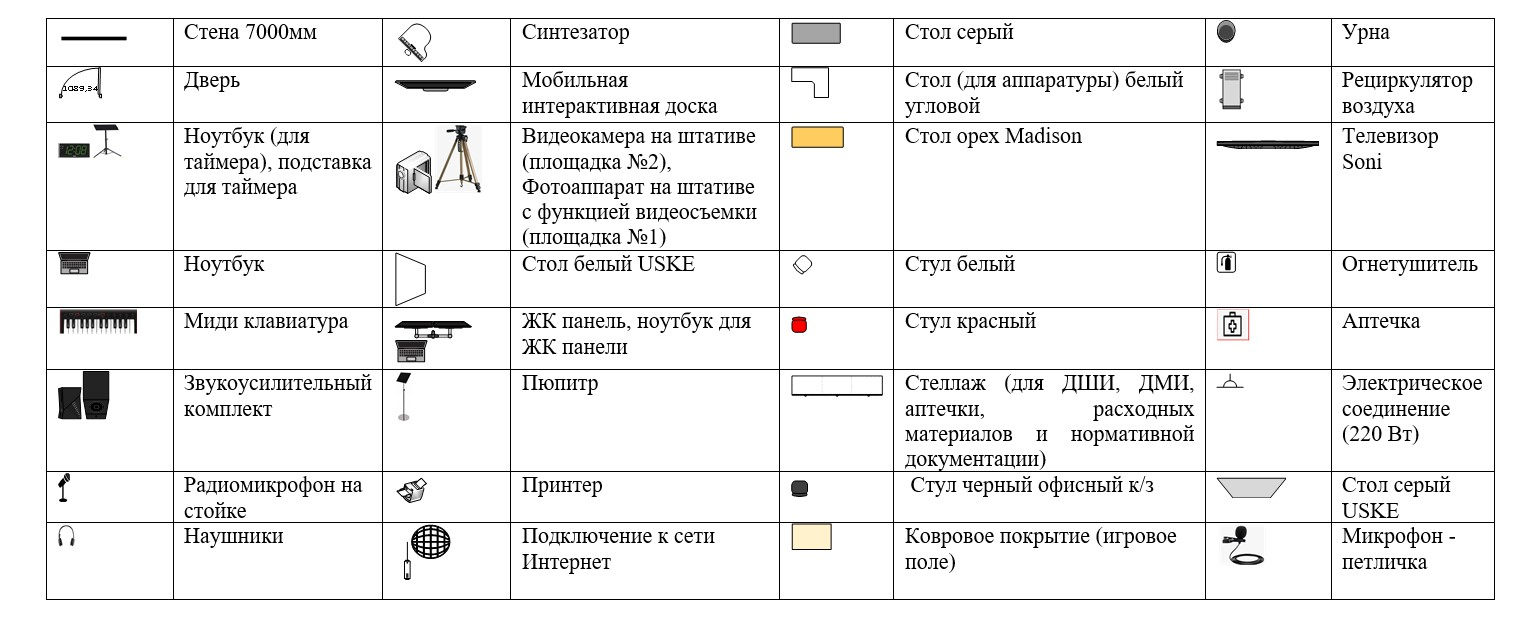 Стена 7000мм
Синтезатор
Стол серый
Урна
1089,34
Дверь
Мобильная
интерактивная доска
Стол (для аппаратуры) белый
угловой
Рециркулятор
воздуха
12:08
Ноутбук (для
таймера), подставка
для таймера
Видеокамера на штативе
(площадка №2),
Фотоаппарат на штативе
с функцией видеосъемки
(площадка №1)
Стол орех Madison
Телевизор
Soni
Ноутбук
Стол белый USKE
Стул белый
Огнетушитель
Миди клавиатура
ЖК панель, ноутбук для
ЖК панели
Стул красный
Аптечка
Звукоусилительный
комплект
Пюпитр
Стеллаж (для ДШИ, ДМИ,
аптечки, расходных
материалов и нормативной
документации)
Электрическое
соединение
(220 Вт)
Радиомикрофон на
стойке
Принтер
Стул черный офисный к/з
Стол серый
USKE
Наушники
Подключение к сети
Интернет
Ковровое покрытие (игровое
поле)
Микрофон -
петличка